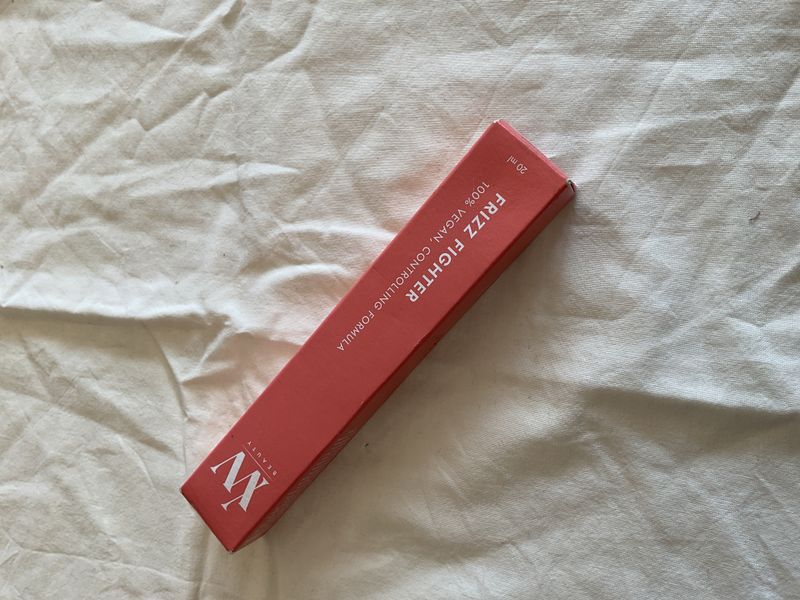 20 ml
FRIZZ FIGHTER
100% VEGAN, CONTROLLING FORMULA
BEAUTY